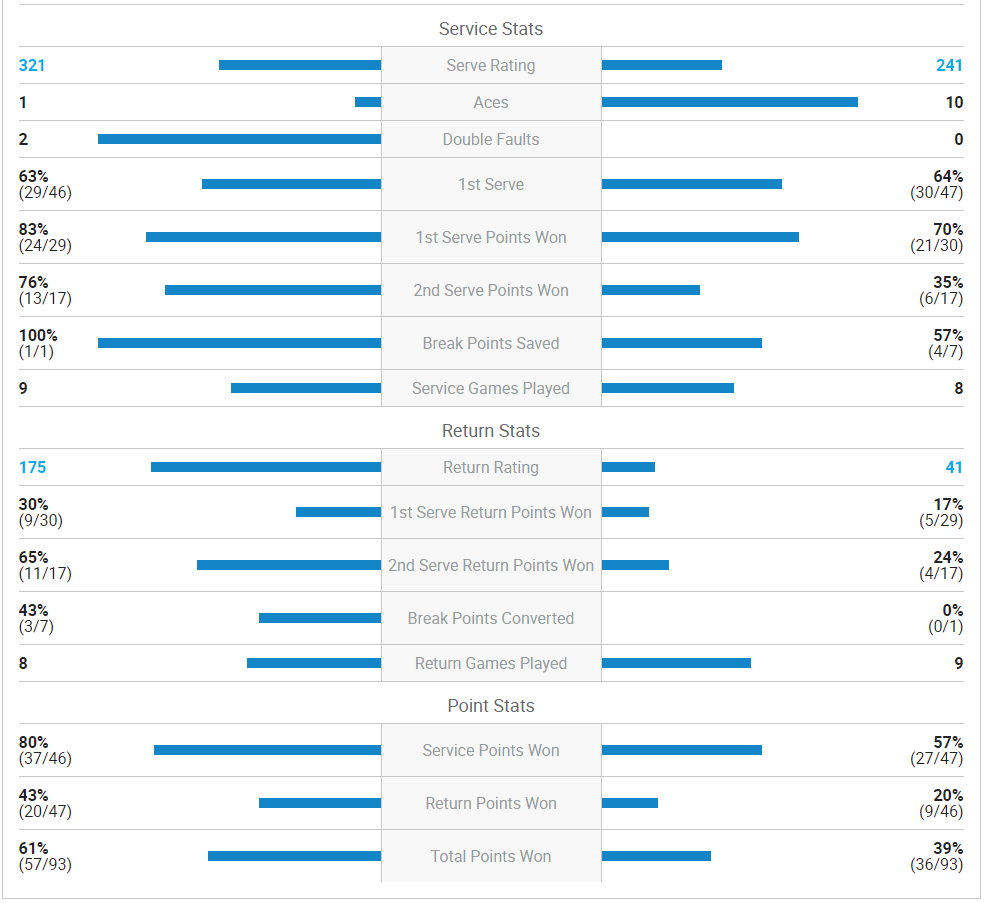 Service Stats
321 Serve Rating 241
1 Aces 10
2 Double Faults 0
63% 64%
(29/46) 1st Serve (30/47)
83% 70%
(24/29) 1st Serve Points Won (21/30)
76% 35%
(13/17) 2nd Serve Points Won (6/17)
100% 57%
(1/1) Break Points Saved (4/7)
9 Service Games Played 8
Return Stats
175 Return Rating 41
30% 17%
(9/30) 1st Serve Return Points Won (5/29)
65% 24%
(11/17) 2nd Serve Return Points Won (4/17)
43% 0%
(3/7) Break Points Converted (0/1)
8 Return Games Played 9
Point Stats
80% 57%
(37/46) Service Points Won (27/47)
43% 20%
(20/47) Return Points Won (9/46)
61% 39%
(57/93) Total Points Won (36/93)